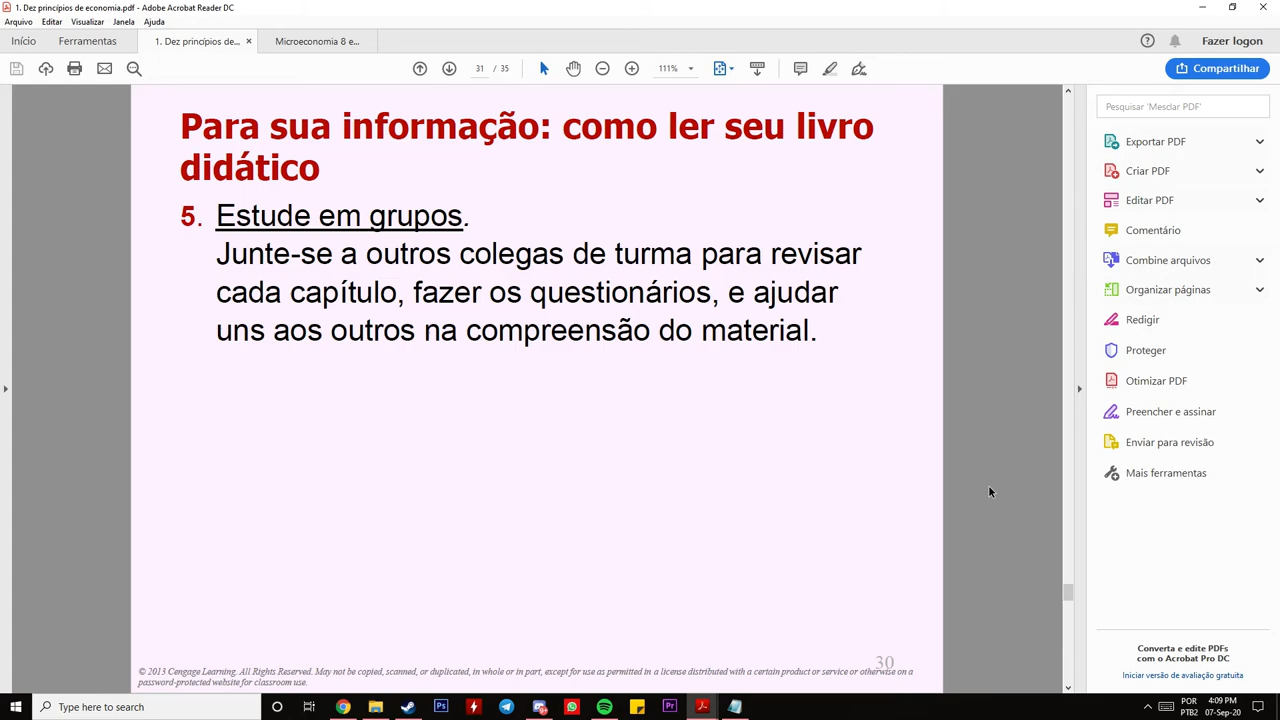 1. Dez princípios de economia.pdf - Adobe Acrobat Reader DC
Arquivo Editar Visualizar Janela Ajuda
Início Ferramentas 1. Dez princípios de... × Microeconomia 8 e... Fazer logon
31 / 35 111% Compartilhar
Para sua informação: como ler seu livro
didático
5. Estude em grupos.
Junte-se a outros colegas de turma para revisar
cada capítulo, fazer os questionários, e ajudar
uns aos outros na compreensão do material.
30
© 2013 Cengage Learning. All Rights Reserved. May not be copied, scanned, or duplicated, in whole or in part, except for use as permitted in a license distributed with a certain product or service or otherwise on a
password-protected website for classroom use.
Pesquisar 'Mesclar PDF'
Exportar PDF
Criar PDF
Editar PDF
Comentário
Combine arquivos
Organizar páginas
Redigir
Proteger
Otimizar PDF
Preencher e assinar
Enviar para revisão
Mais ferramentas
Converta e edite PDFs
com o Acrobat Pro DC
Iniciar versão de avaliação gratuita
Type here to search
Ps
Pr
POR
PTB2
4:09 PM
07-Sep-20